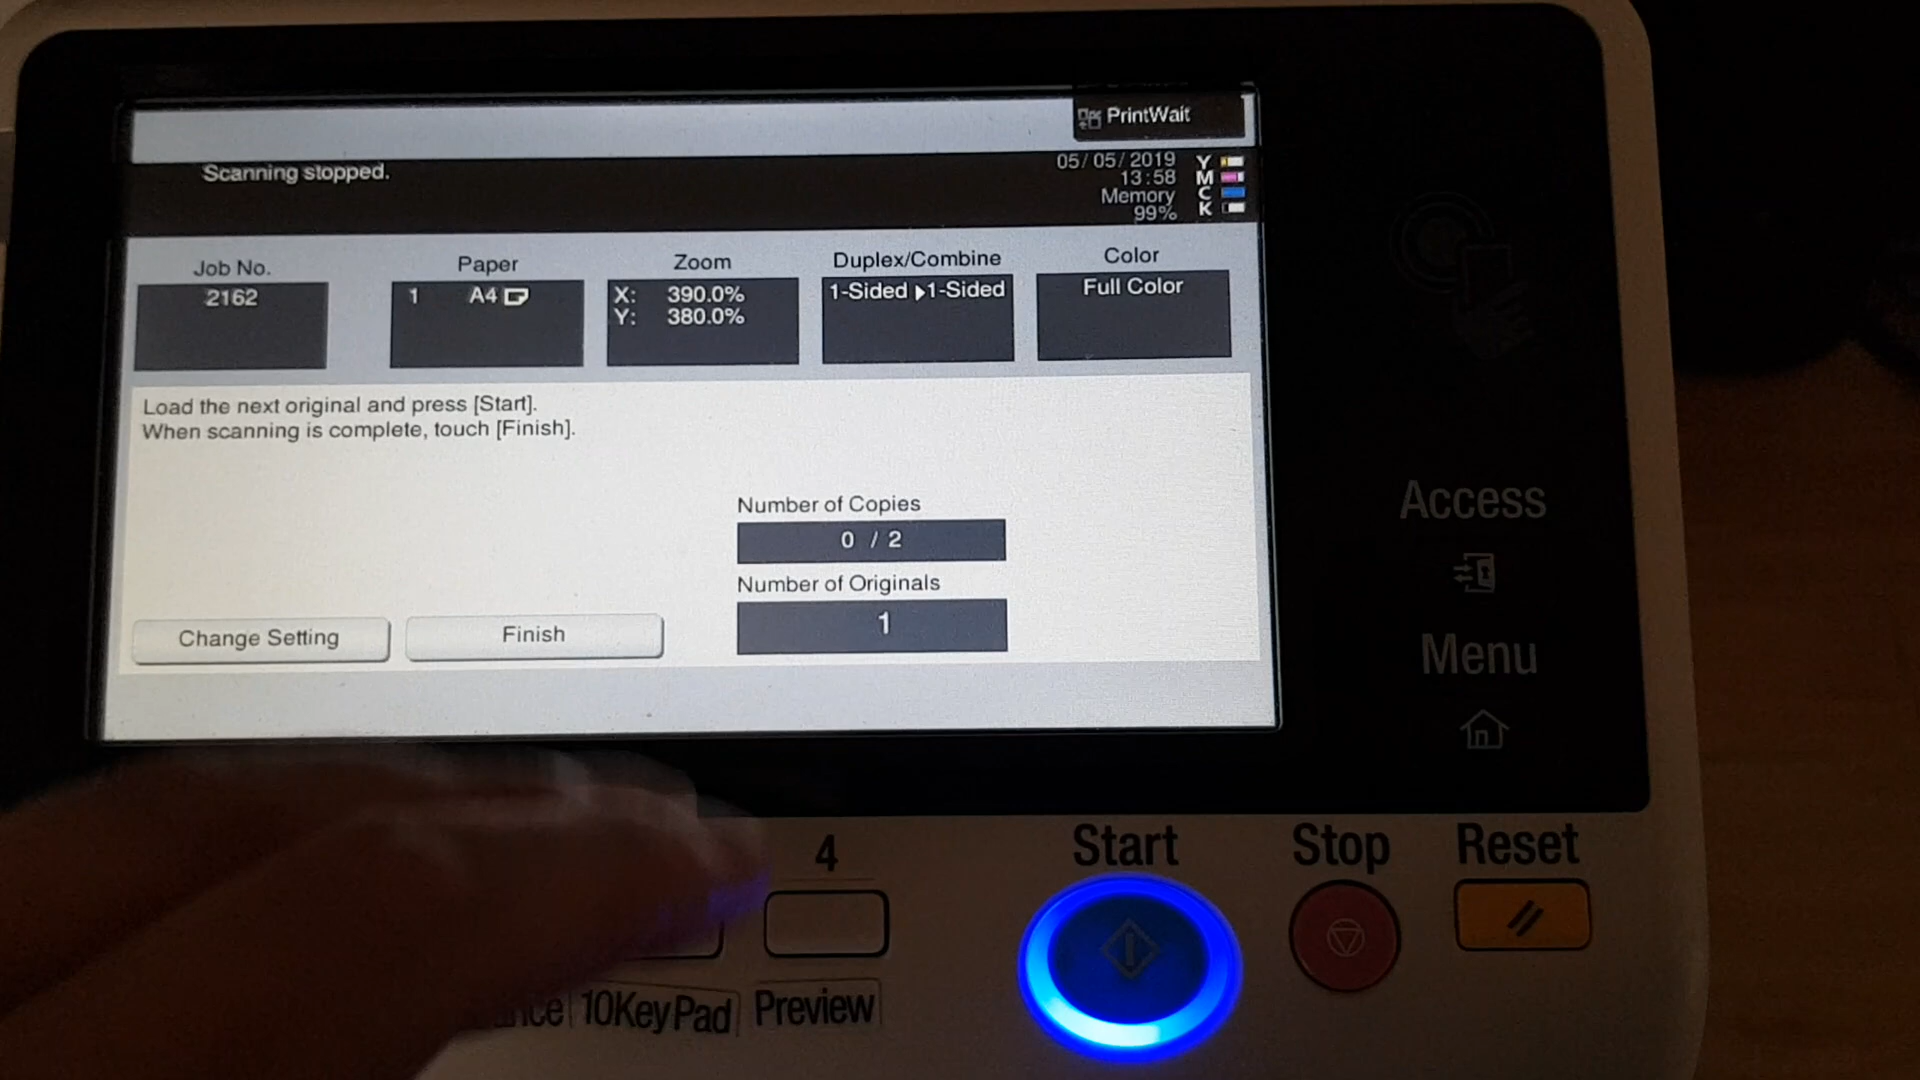 PrintWait
Scanning stopped.
05/05/2019
13:58
Memory
99%
Y
M
C
K
Job No.
2162
Paper
1 A4
Zoom
X: 390.0%
Y: 380.0%
Duplex/Combine
1-Sided ▶1-Sided
Color
Full Color
Load the next original and press [Start].
When scanning is complete, touch [Finish].
Number of Copies
0 / 2
Number of Originals
1
Change Setting
Finish
Access
Menu
4
Start
Stop
Reset
10KeyPad
Preview